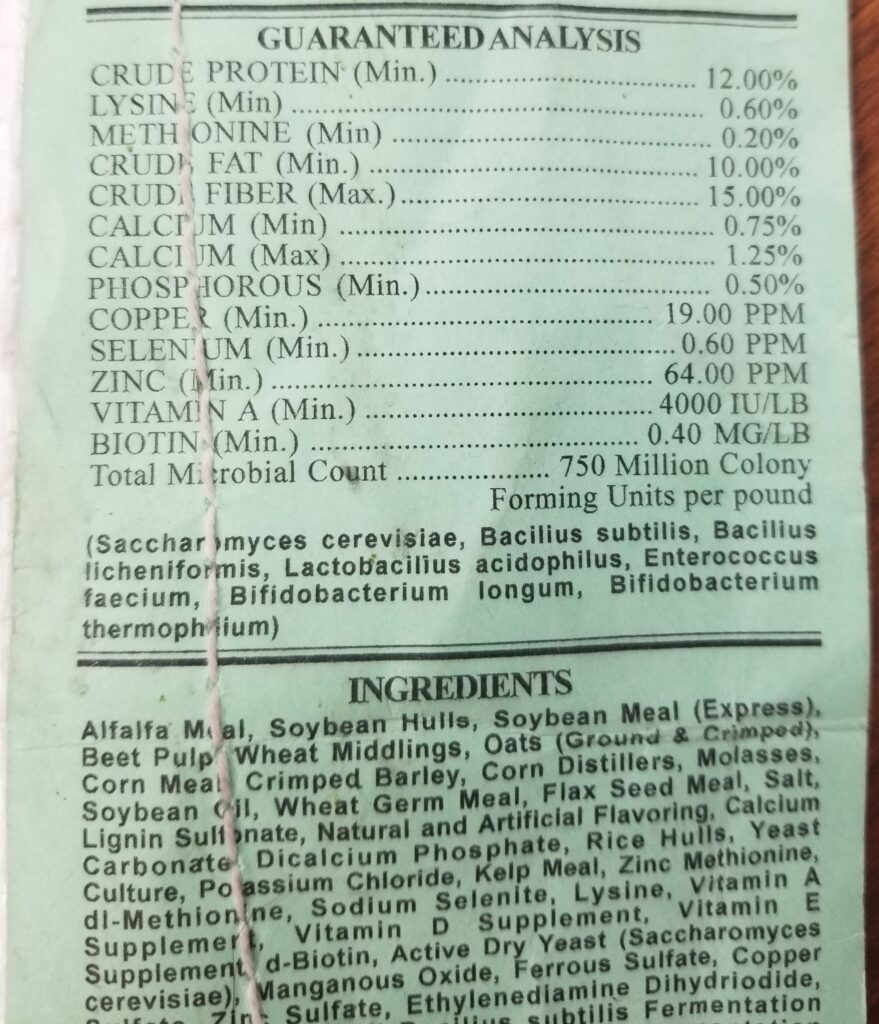 GUARANTEED ANALYSIS
CRUDE PROTEIN (Min.) ........................................ 12.00%
LYSINE (Min) ........................................ 0.60%
METHIONINE (Min) ........................................ 0.20%
CRUDE FAT (Min.) ........................................ 10.00%
CRUDE FIBER (Max.) ........................................ 15.00%
CALCIUM (Min) ........................................ 0.75%
CALCIUM (Max) ........................................ 1.25%
PHOSPHOROUS (Min.) ........................................ 0.50%
COPPER (Min.) ........................................ 19.00 PPM
SELENIUM (Min.) ........................................ 0.60 PPM
ZINC (Min.) ........................................ 64.00 PPM
VITAMIN A (Min.) ........................................ 4000 IU/LB
BIOTIN (Min.) ........................................ 0.40 MG/LB
Total Microbial Count .................... 750 Million Colony
Forming Units per pound
(Saccharomyces cerevisiae, Bacilius subtilis, Bacilius
licheniformis, Lactobacilius acidophilus, Enterococcus
faecium, Bifidobacterium longum, Bifidobacterium
thermophilium)
INGREDIENTS
Alfalfa Meal, Soybean Hulls, Soybean Meal (Express),
Beet Pulp Wheat Middlings, Oats (Ground & Crimped),
Corn Meal Crimped Barley, Corn Distillers, Molasses,
Soybean Oil, Wheat Germ Meal, Flax Seed Meal, Salt,
Lignin Sulfonate, Natural and Artificial Flavoring, Calcium
Carbonate Dicalcium Phosphate, Rice Hulls, Yeast
Culture, Potassium Chloride, Kelp Meal, Zinc Methionine,
dl-Methionine, Sodium Selenite, Lysine, Vitamin A
Supplement, Vitamin D Supplement, Vitamin E
Supplement d-Biotin, Active Dry Yeast (Saccharomyces
cerevisiae), Manganous Oxide, Ferrous Sulfate, Copper
Sulfate, Zinc Sulfate, Ethylenediamine Dihydriodide,
Bacilius subtilis Fermentation